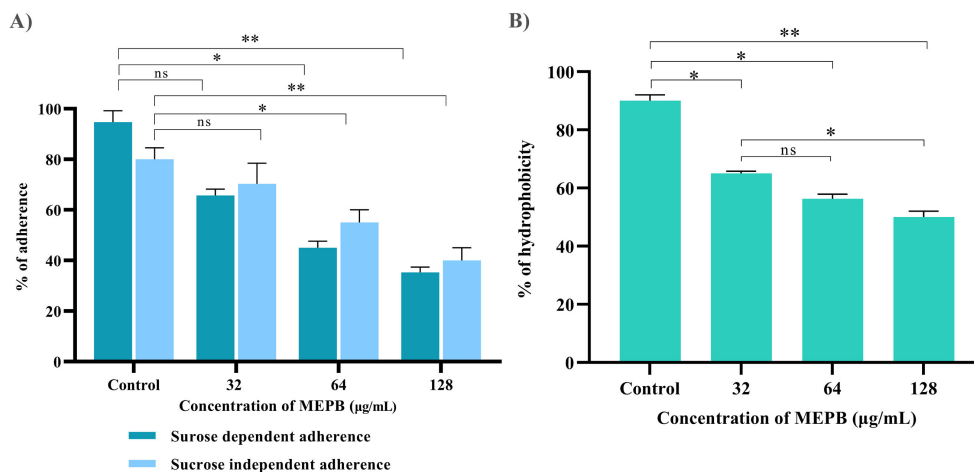 A)
**
*
ns
**
*
ns
100
80
60
40
20
0
% of adherence
Control 32 64 128
Concentration of MEPB (µg/mL)
Surose dependent adherence
Sucrose independent adherence
B)
**
*
*
*
ns
100
80
60
40
20
0
% of hydrophobicity
Control 32 64 128
Concentration of MEPB (µg/mL)